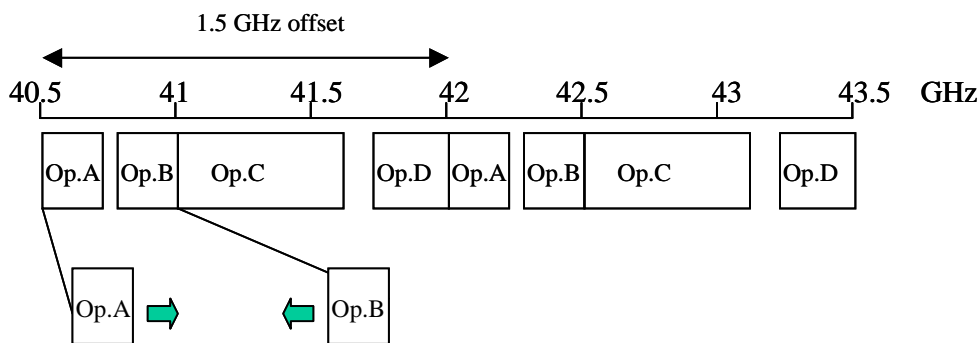 1.5 GHz offset
40.5 41 41.5 42 42.5 43 43.5 GHz
Op.A Op.B Op.C Op.D Op.A Op.B Op.C Op.D
Op.A Op.B